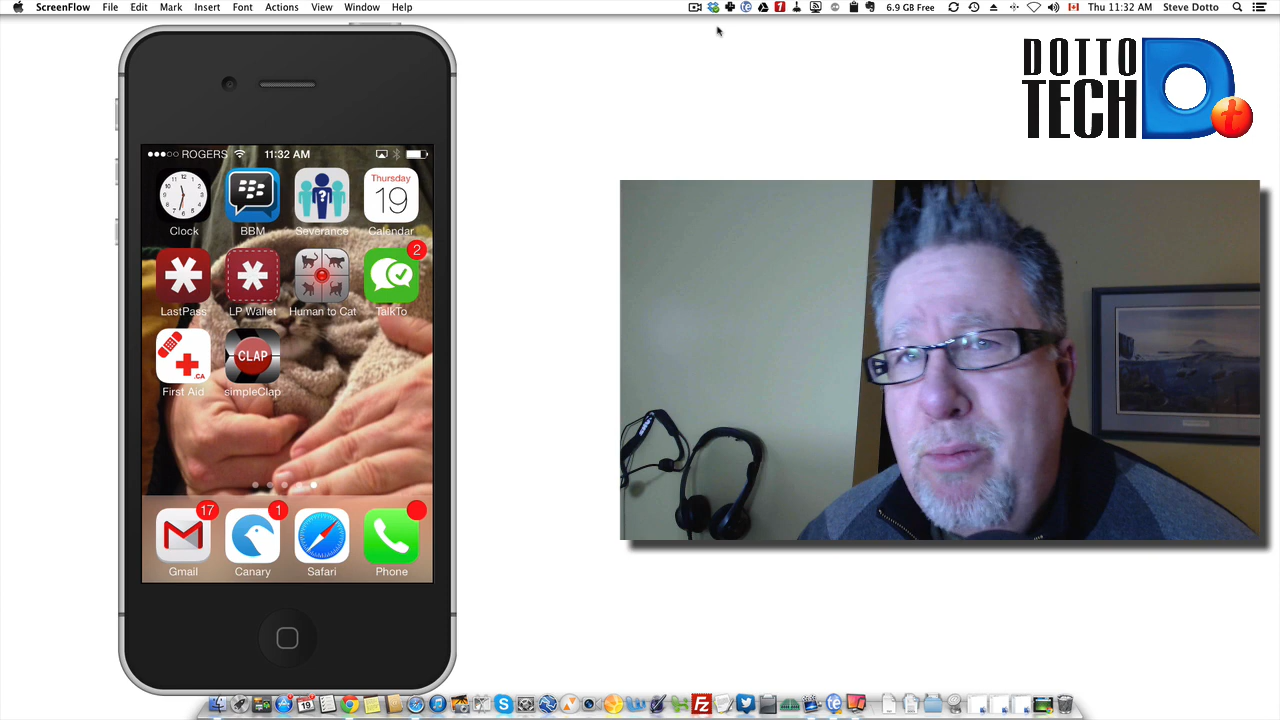 ScreenFlow File Edit Mark Insert Font Actions View Window Help 6.9 GB Free Thu 11:32 AM Steve Dotto
DOTTO
TECH
ROGERS 11:32 AM
Thursday
19
Clock BBM Severance Calendar
2
LastPass LP Wallet Human to Cat TalkTo
CLAP
.CA
First Aid simpleClap
17 1
Gmail Canary Safari Phone